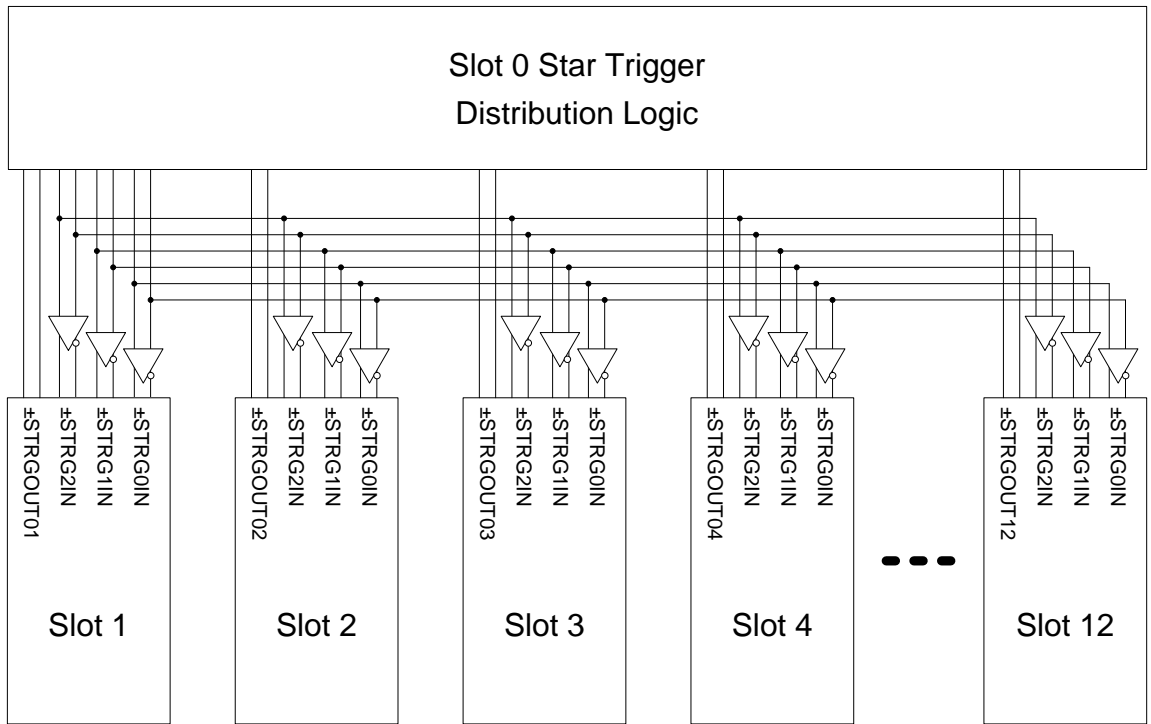 Slot 0 Star Trigger
Distribution Logic
±STRGOUT01
±STRG2IN
±STRG1IN
±STRG0IN
±STRGOUT02
±STRG2IN
±STRG1IN
±STRG0IN
±STRGOUT03
±STRG2IN
±STRG1IN
±STRG0IN
±STRGOUT04
±STRG2IN
±STRG1IN
±STRG0IN
±STRGOUT12
±STRG2IN
±STRG1IN
±STRG0IN
Slot 1
Slot 2
Slot 3
Slot 4
Slot 12